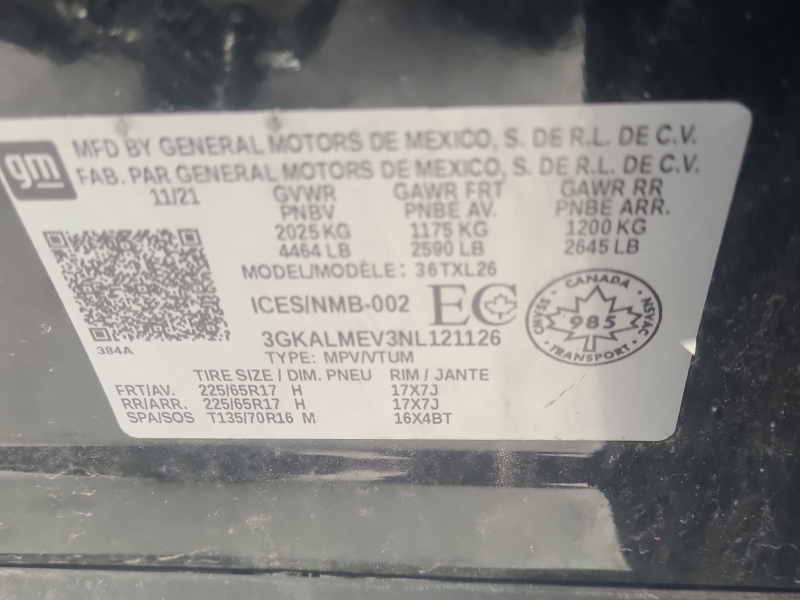 gm
MFD BY GENERAL MOTORS DE MEXICO, S. DE R.L. DE C.V.
FAB. PAR GENERAL MOTORS DE MEXICO, S. DE R.L. DE C.V.
11/21 GVWR GAWR FRT GAWR RR
PNBV PNBE AV. PNBE ARR.
2025 KG 1175 KG 1200 KG
4464 LB 2590 LB 2645 LB
MODEL/MODÈLE: 36TXL26
ICES/NMB-002 EC
CANADA
CMVSS NSVAC
985
TRANSPORT
3GKALMEV3NL121126
384A
TYPE: MPV/VTUM
TIRE SIZE / DIM. PNEU RIM / JANTE
FRT/AV. 225/65R17 H 17X7J
RR/ARR. 225/65R17 H 17X7J
SPA/SOS T135/70R16 M 16X4BT